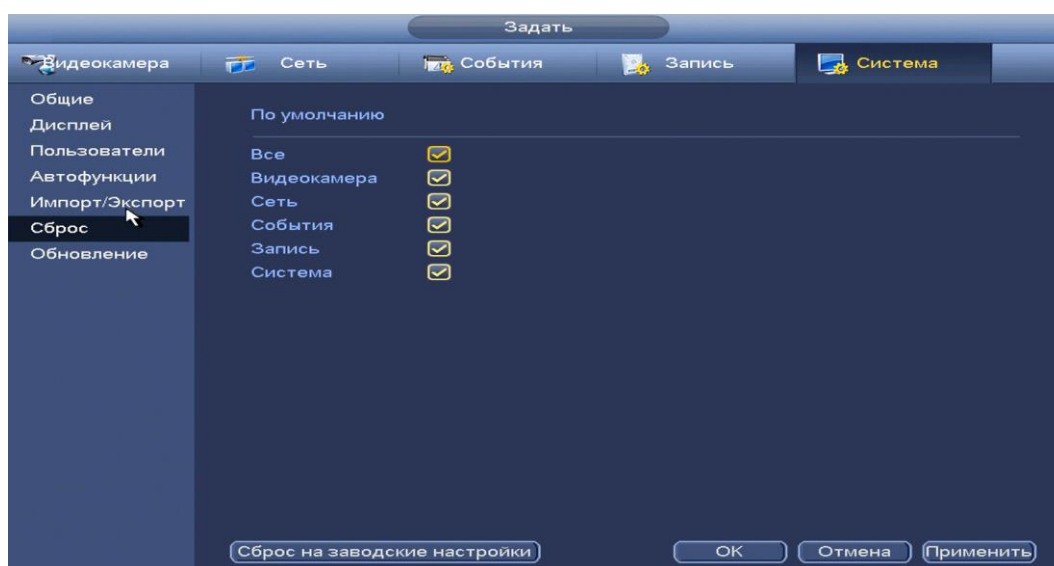 Задать
Видеокамера Сеть События Запись Система
Общие
Дисплей
Пользователи
Автофункции
Импорт/Экспорт
Сброс
Обновление
По умолчанию
Все
Видеокамера
Сеть
События
Запись
Система
Сброс на заводские настройки ОК Отмена Применить